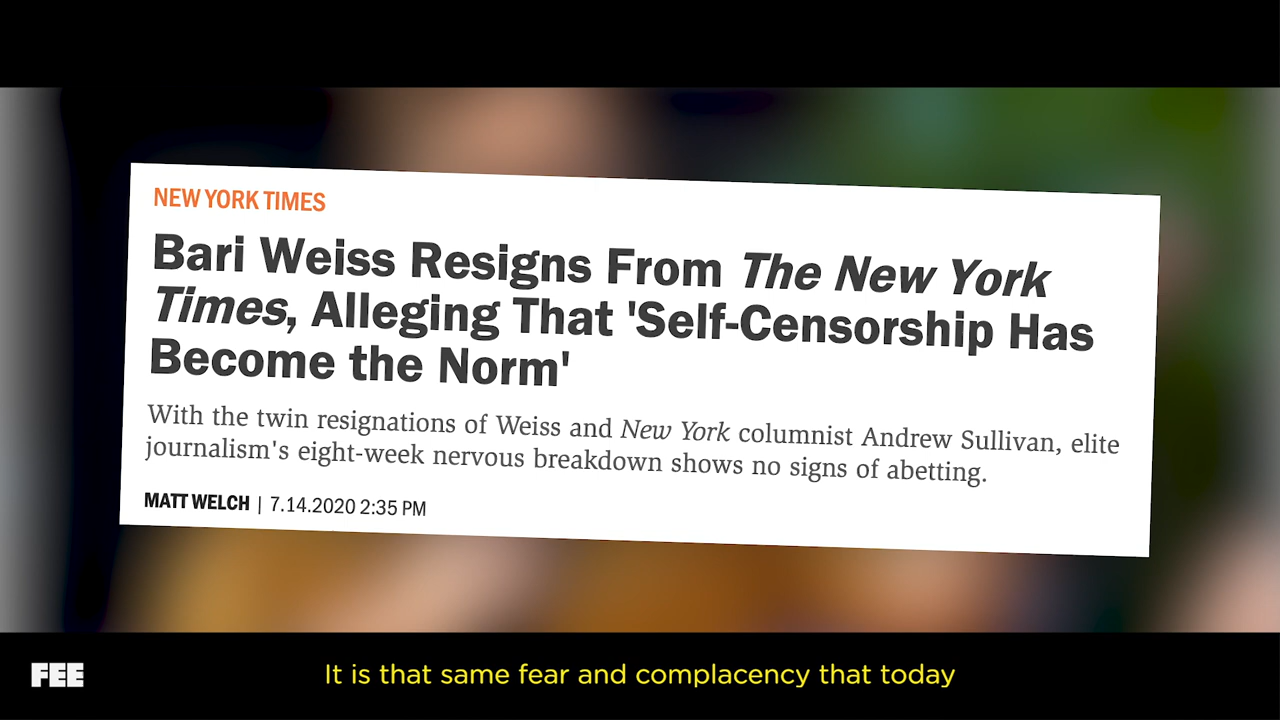 NEW YORK TIMES
Bari Weiss Resigns From The New York
Times, Alleging That 'Self-Censorship Has
Become the Norm'
With the twin resignations of Weiss and New York columnist Andrew Sullivan, elite
journalism's eight-week nervous breakdown shows no signs of abetting.
MATT WELCH | 7.14.2020 2:35 PM
FEE
It is that same fear and complacency that today